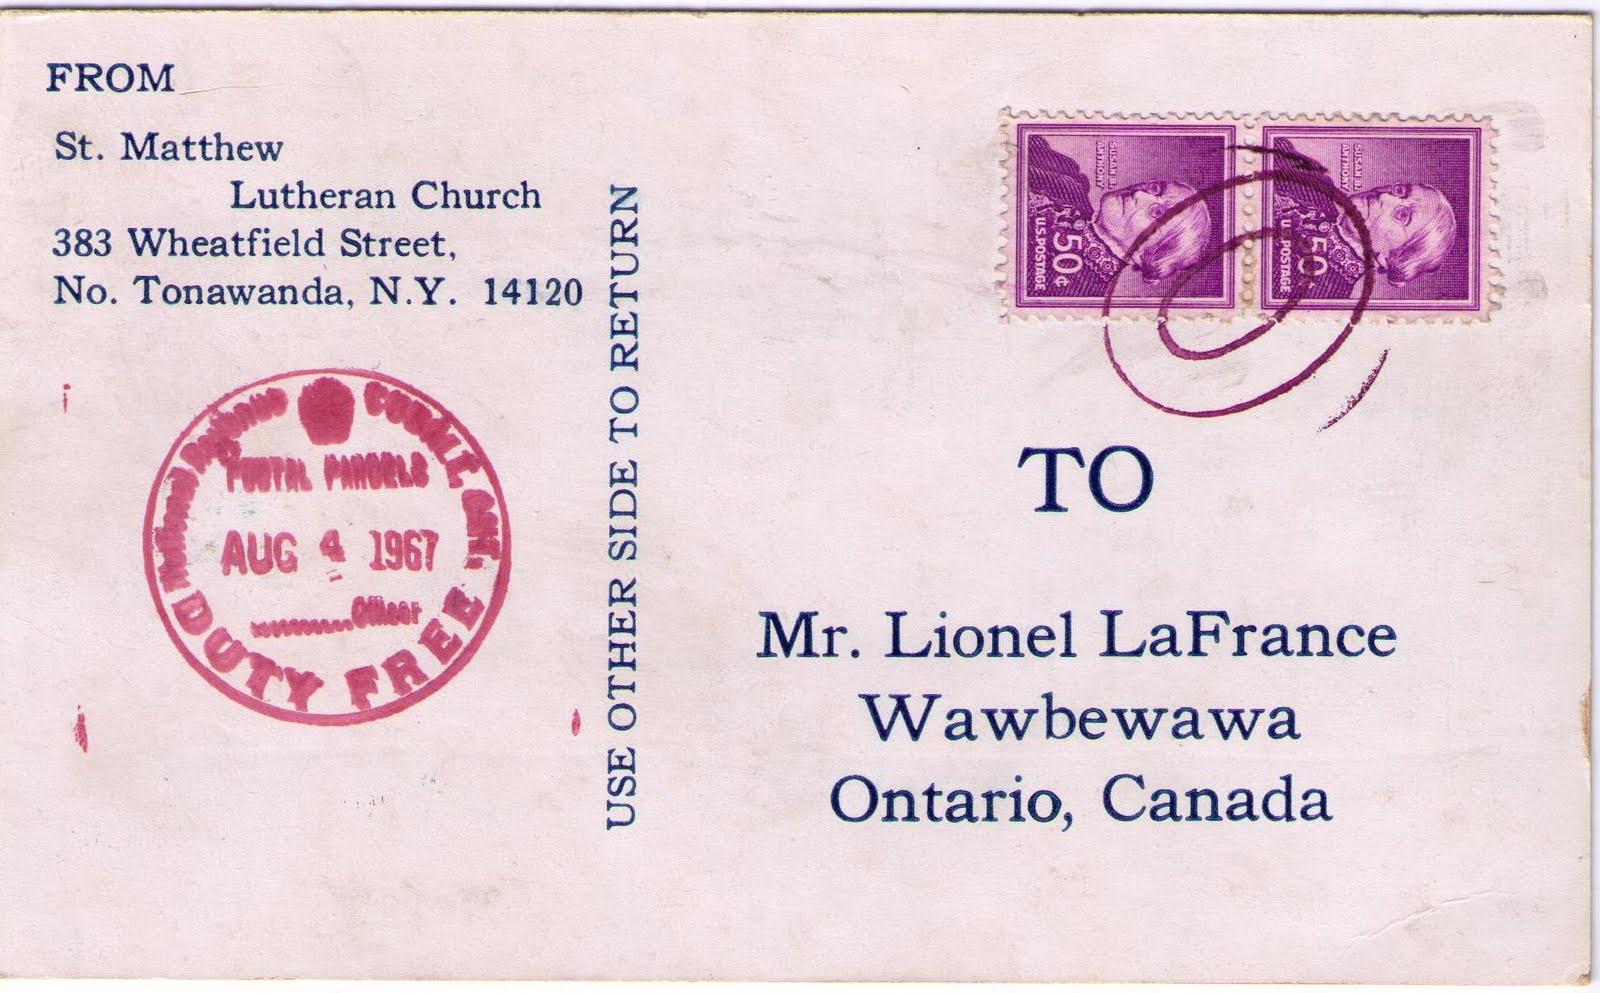 FROM
St. Matthew
Lutheran Church
383 Wheatfield Street,
No. Tonawanda, N.Y. 14120
USE OTHER SIDE TO RETURN
SUSAN B. ANTHONY
50¢
U.S. POSTAGE
SUSAN B. ANTHONY
50¢
U.S. POSTAGE
POSTAL PARCELS
AUG 4 1967
Officer
DUTY FREE
TO
Mr. Lionel LaFrance
Wawbewawa
Ontario, Canada